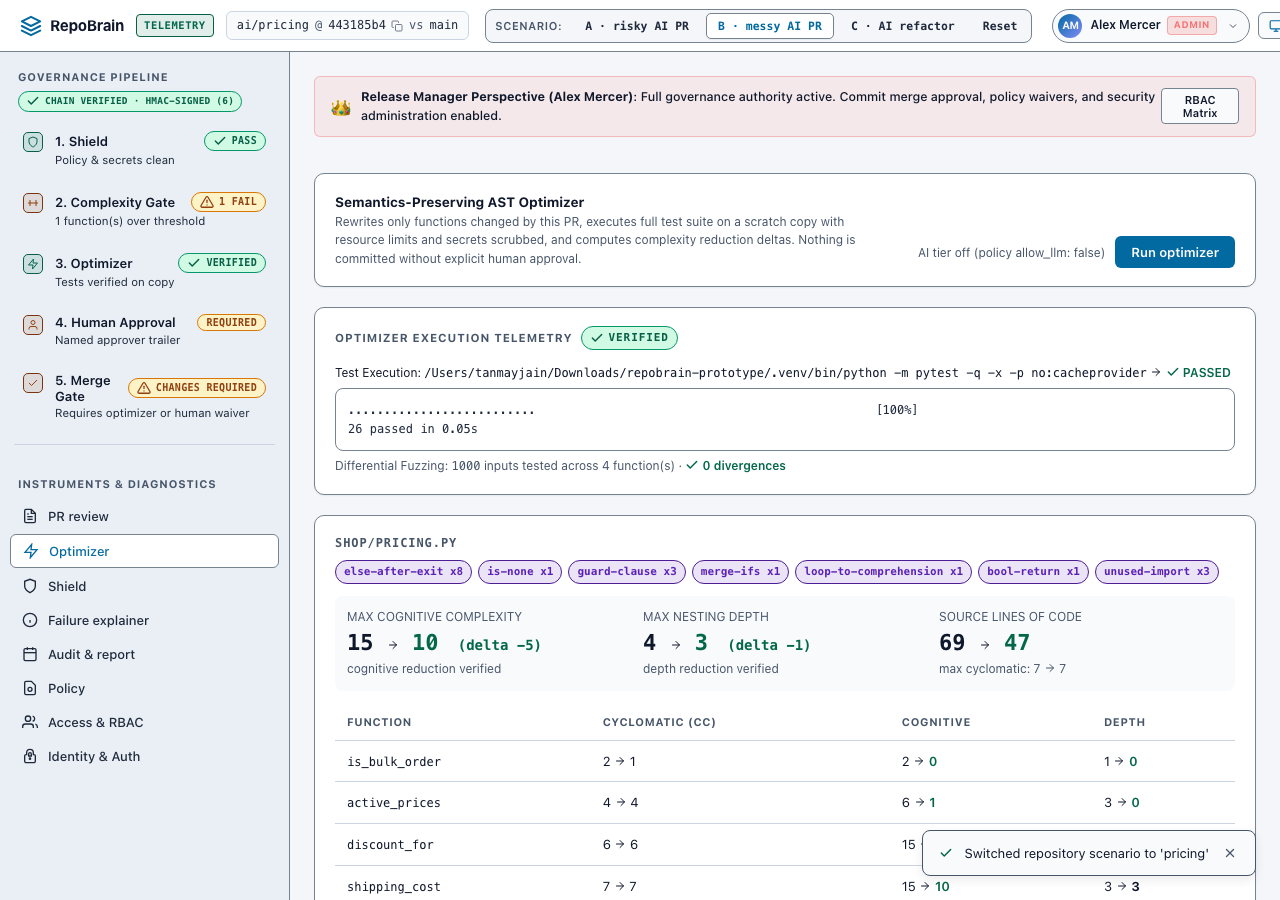 RepoBrain TELEMETRY ai/pricing @ 443185b4 vs main SCENARIO: A · risky AI PR B · messy AI PR C · AI refactor Reset AM Alex Mercer ADMIN
GOVERNANCE PIPELINE
CHAIN VERIFIED · HMAC-SIGNED (6)
1. Shield PASS
Policy & secrets clean
2. Complexity Gate 1 FAIL
1 function(s) over threshold
3. Optimizer VERIFIED
Tests verified on copy
4. Human Approval REQUIRED
Named approver trailer
5. Merge Gate CHANGES REQUIRED
Requires optimizer or human waiver
INSTRUMENTS & DIAGNOSTICS
PR review
Optimizer
Shield
Failure explainer
Audit & report
Policy
Access & RBAC
Identity & Auth
Release Manager Perspective (Alex Mercer): Full governance authority active. Commit merge approval, policy waivers, and security
administration enabled.
RBAC
Matrix
Semantics-Preserving AST Optimizer
Rewrites only functions changed by this PR, executes full test suite on a scratch copy with
resource limits and secrets scrubbed, and computes complexity reduction deltas. Nothing is
committed without explicit human approval.
AI tier off (policy allow_llm: false) Run optimizer
OPTIMIZER EXECUTION TELEMETRY VERIFIED
Test Execution: /Users/tanmayjain/Downloads/repobrain-prototype/.venv/bin/python -m pytest -q -x -p no:cacheprovider → PASSED
.......................... [100%]
26 passed in 0.05s
Differential Fuzzing: 1000 inputs tested across 4 function(s) · 0 divergences
SHOP/PRICING.PY
else-after-exit x8 is-none x1 guard-clause x3 merge-ifs x1 loop-to-comprehension x1 bool-return x1 unused-import x3
MAX COGNITIVE COMPLEXITY MAX NESTING DEPTH SOURCE LINES OF CODE
15 → 10 (delta -5) 4 → 3 (delta -1) 69 → 47
cognitive reduction verified depth reduction verified max cyclomatic: 7 → 7
FUNCTION CYCLOMATIC (CC) COGNITIVE DEPTH
is_bulk_order 2 → 1 2 → 0 1 → 0
active_prices 4 → 4 6 → 1 3 → 0
discount_for 6 → 6 15
shipping_cost 7 → 7 15 → 10 3 → 3
Switched repository scenario to 'pricing'